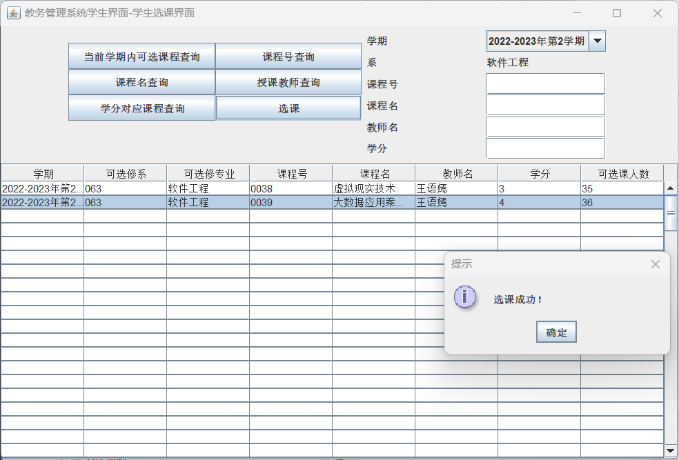 教务管理系统学生界面-学生选课界面
当前学期内可选课程查询 课程号查询
课程名查询 授课教师查询
学分对应课程查询 选课
学期 2022-2023年第2学期
系 软件工程
课程号
课程名
教师名
学分
学期 可选修系 可选修专业 课程号 课程名 教师名 学分 可选课人数
2022-2023年第2... 063 软件工程 0038 虚拟现实技术 王语嫣 3 35
2022-2023年第2... 063 软件工程 0039 大数据应用案... 王语嫣 4 36
提示
选课成功！
确定